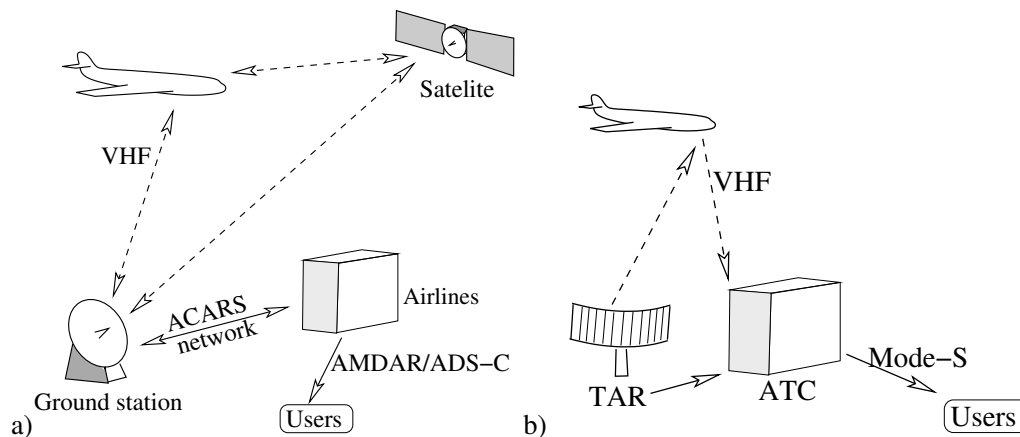 Satelite
VHF
ACARS
network
Airlines
AMDAR/ADS−C
Ground station
Users
a)
VHF
TAR
ATC
Mode−S
Users
b)